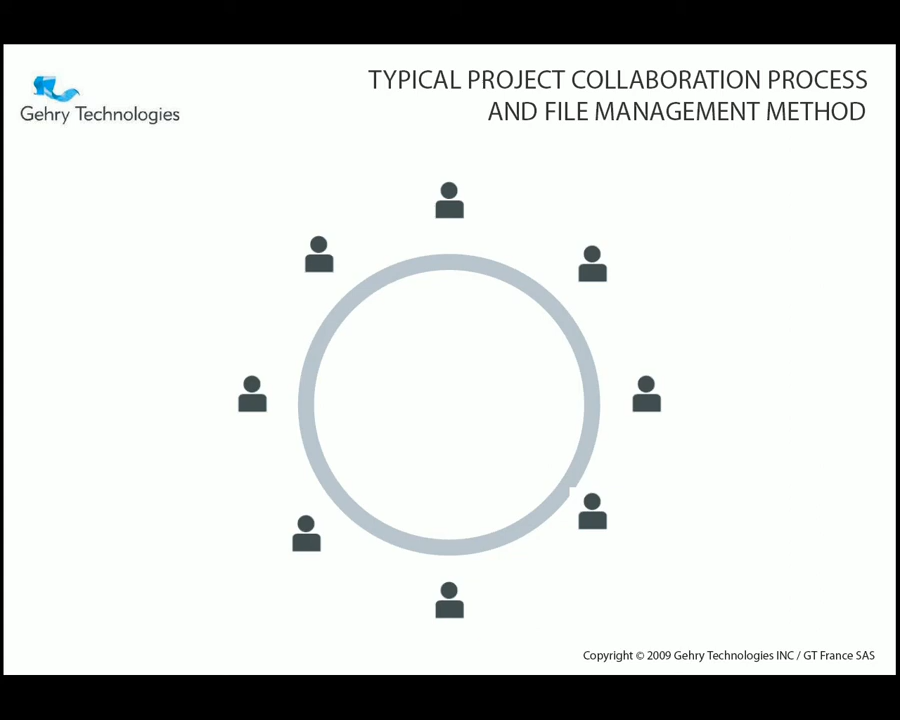 Gehry Technologies
TYPICAL PROJECT COLLABORATION PROCESS
AND FILE MANAGEMENT METHOD
Copyright © 2009 Gehry Technologies INC / GT France SAS